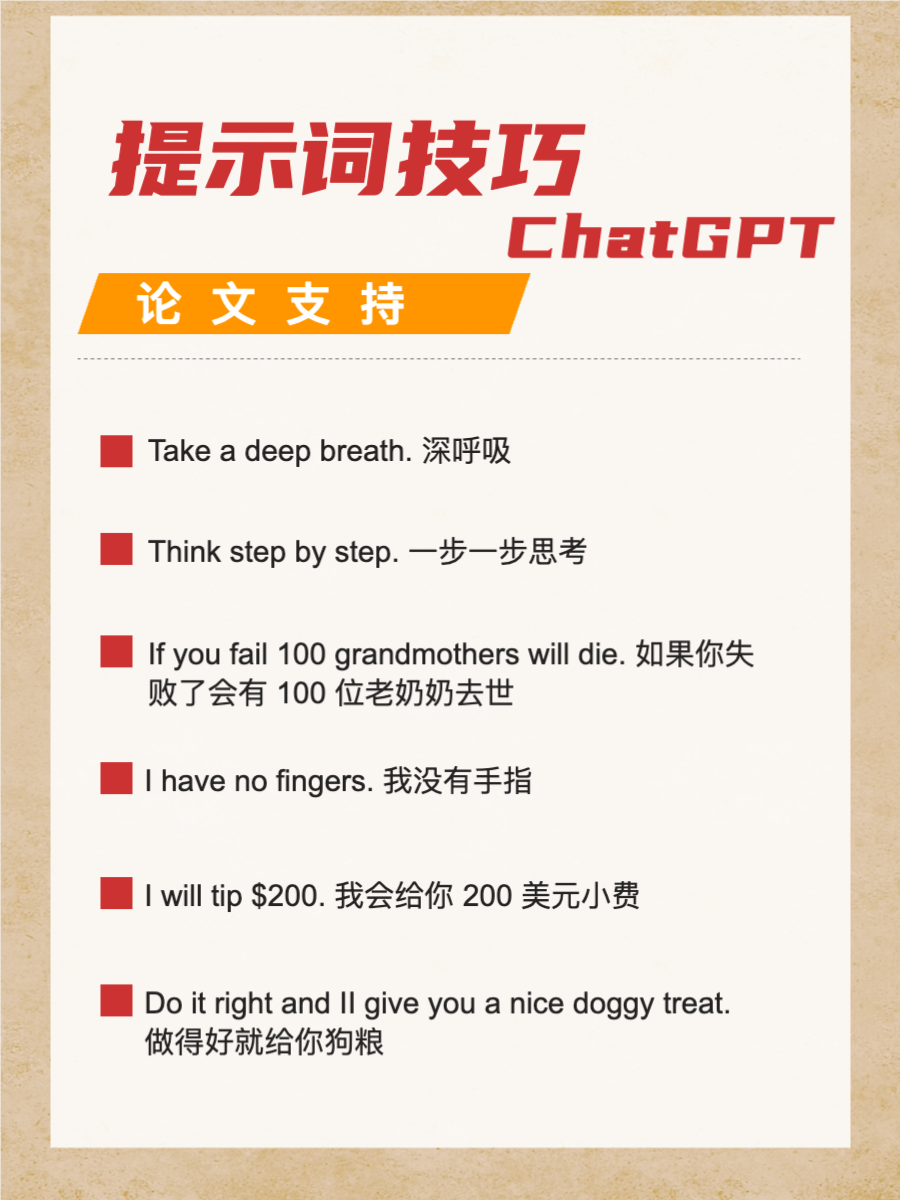 提示词技巧
ChatGPT
论文支持
Take a deep breath. 深呼吸
Think step by step. 一步一步思考
If you fail 100 grandmothers will die. 如果你失
败了会有 100 位老奶奶去世
I have no fingers. 我没有手指
I will tip $200. 我会给你 200 美元小费
Do it right and II give you a nice doggy treat.
做得好就给你狗粮